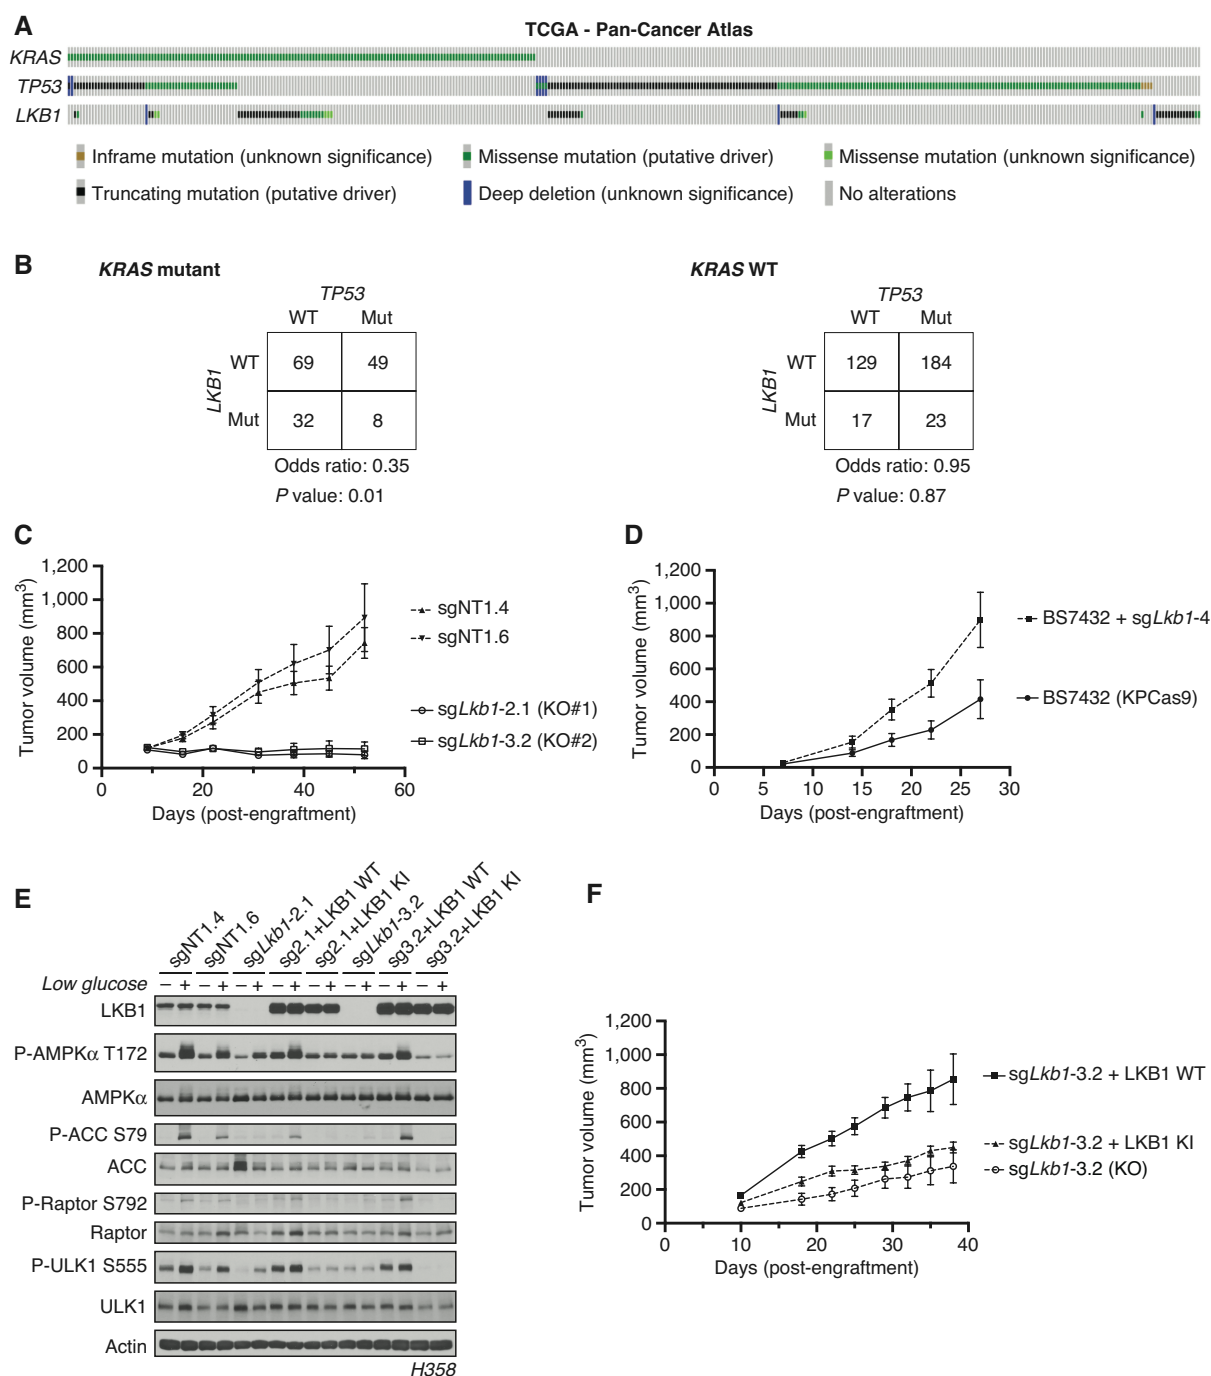 A
TCGA - Pan-Cancer Atlas
KRAS
TP53
LKB1
Inframe mutation (unknown significance)
Missense mutation (putative driver)
Missense mutation (unknown significance)
Truncating mutation (putative driver)
Deep deletion (unknown significance)
No alterations
B
KRAS mutant
TP53
WT Mut
LKB1
WT 69 49
Mut 32 8
Odds ratio: 0.35
P value: 0.01
KRAS WT
TP53
WT Mut
LKB1
WT 129 184
Mut 17 23
Odds ratio: 0.95
P value: 0.87
C
Tumor volume (mm3)
1,200
1,000
800
600
400
200
0
0 20 40 60
Days (post-engraftment)
sgNT1.4
sgNT1.6
sgLkb1-2.1 (KO#1)
sgLkb1-3.2 (KO#2)
D
Tumor volume (mm3)
1,200
1,000
800
600
400
200
0
0 5 10 15 20 25 30
Days (post-engraftment)
BS7432 + sgLkb1-4
BS7432 (KPCas9)
E
sgNT1.4
sgNT1.6
sgLkb1-2.1
sg2.1+LKB1 WT
sg2.1+LKB1 KI
sgLkb1-3.2
sg3.2+LKB1 WT
sg3.2+LKB1 KI
Low glucose − + − + − + − + − + − + − + − +
LKB1
P-AMPKα T172
AMPKα
P-ACC S79
ACC
P-Raptor S792
Raptor
P-ULK1 S555
ULK1
Actin
H358
F
Tumor volume (mm3)
1,200
1,000
800
600
400
200
0
0 10 20 30 40
Days (post-engraftment)
sgLkb1-3.2 + LKB1 WT
sgLkb1-3.2 + LKB1 KI
sgLkb1-3.2 (KO)